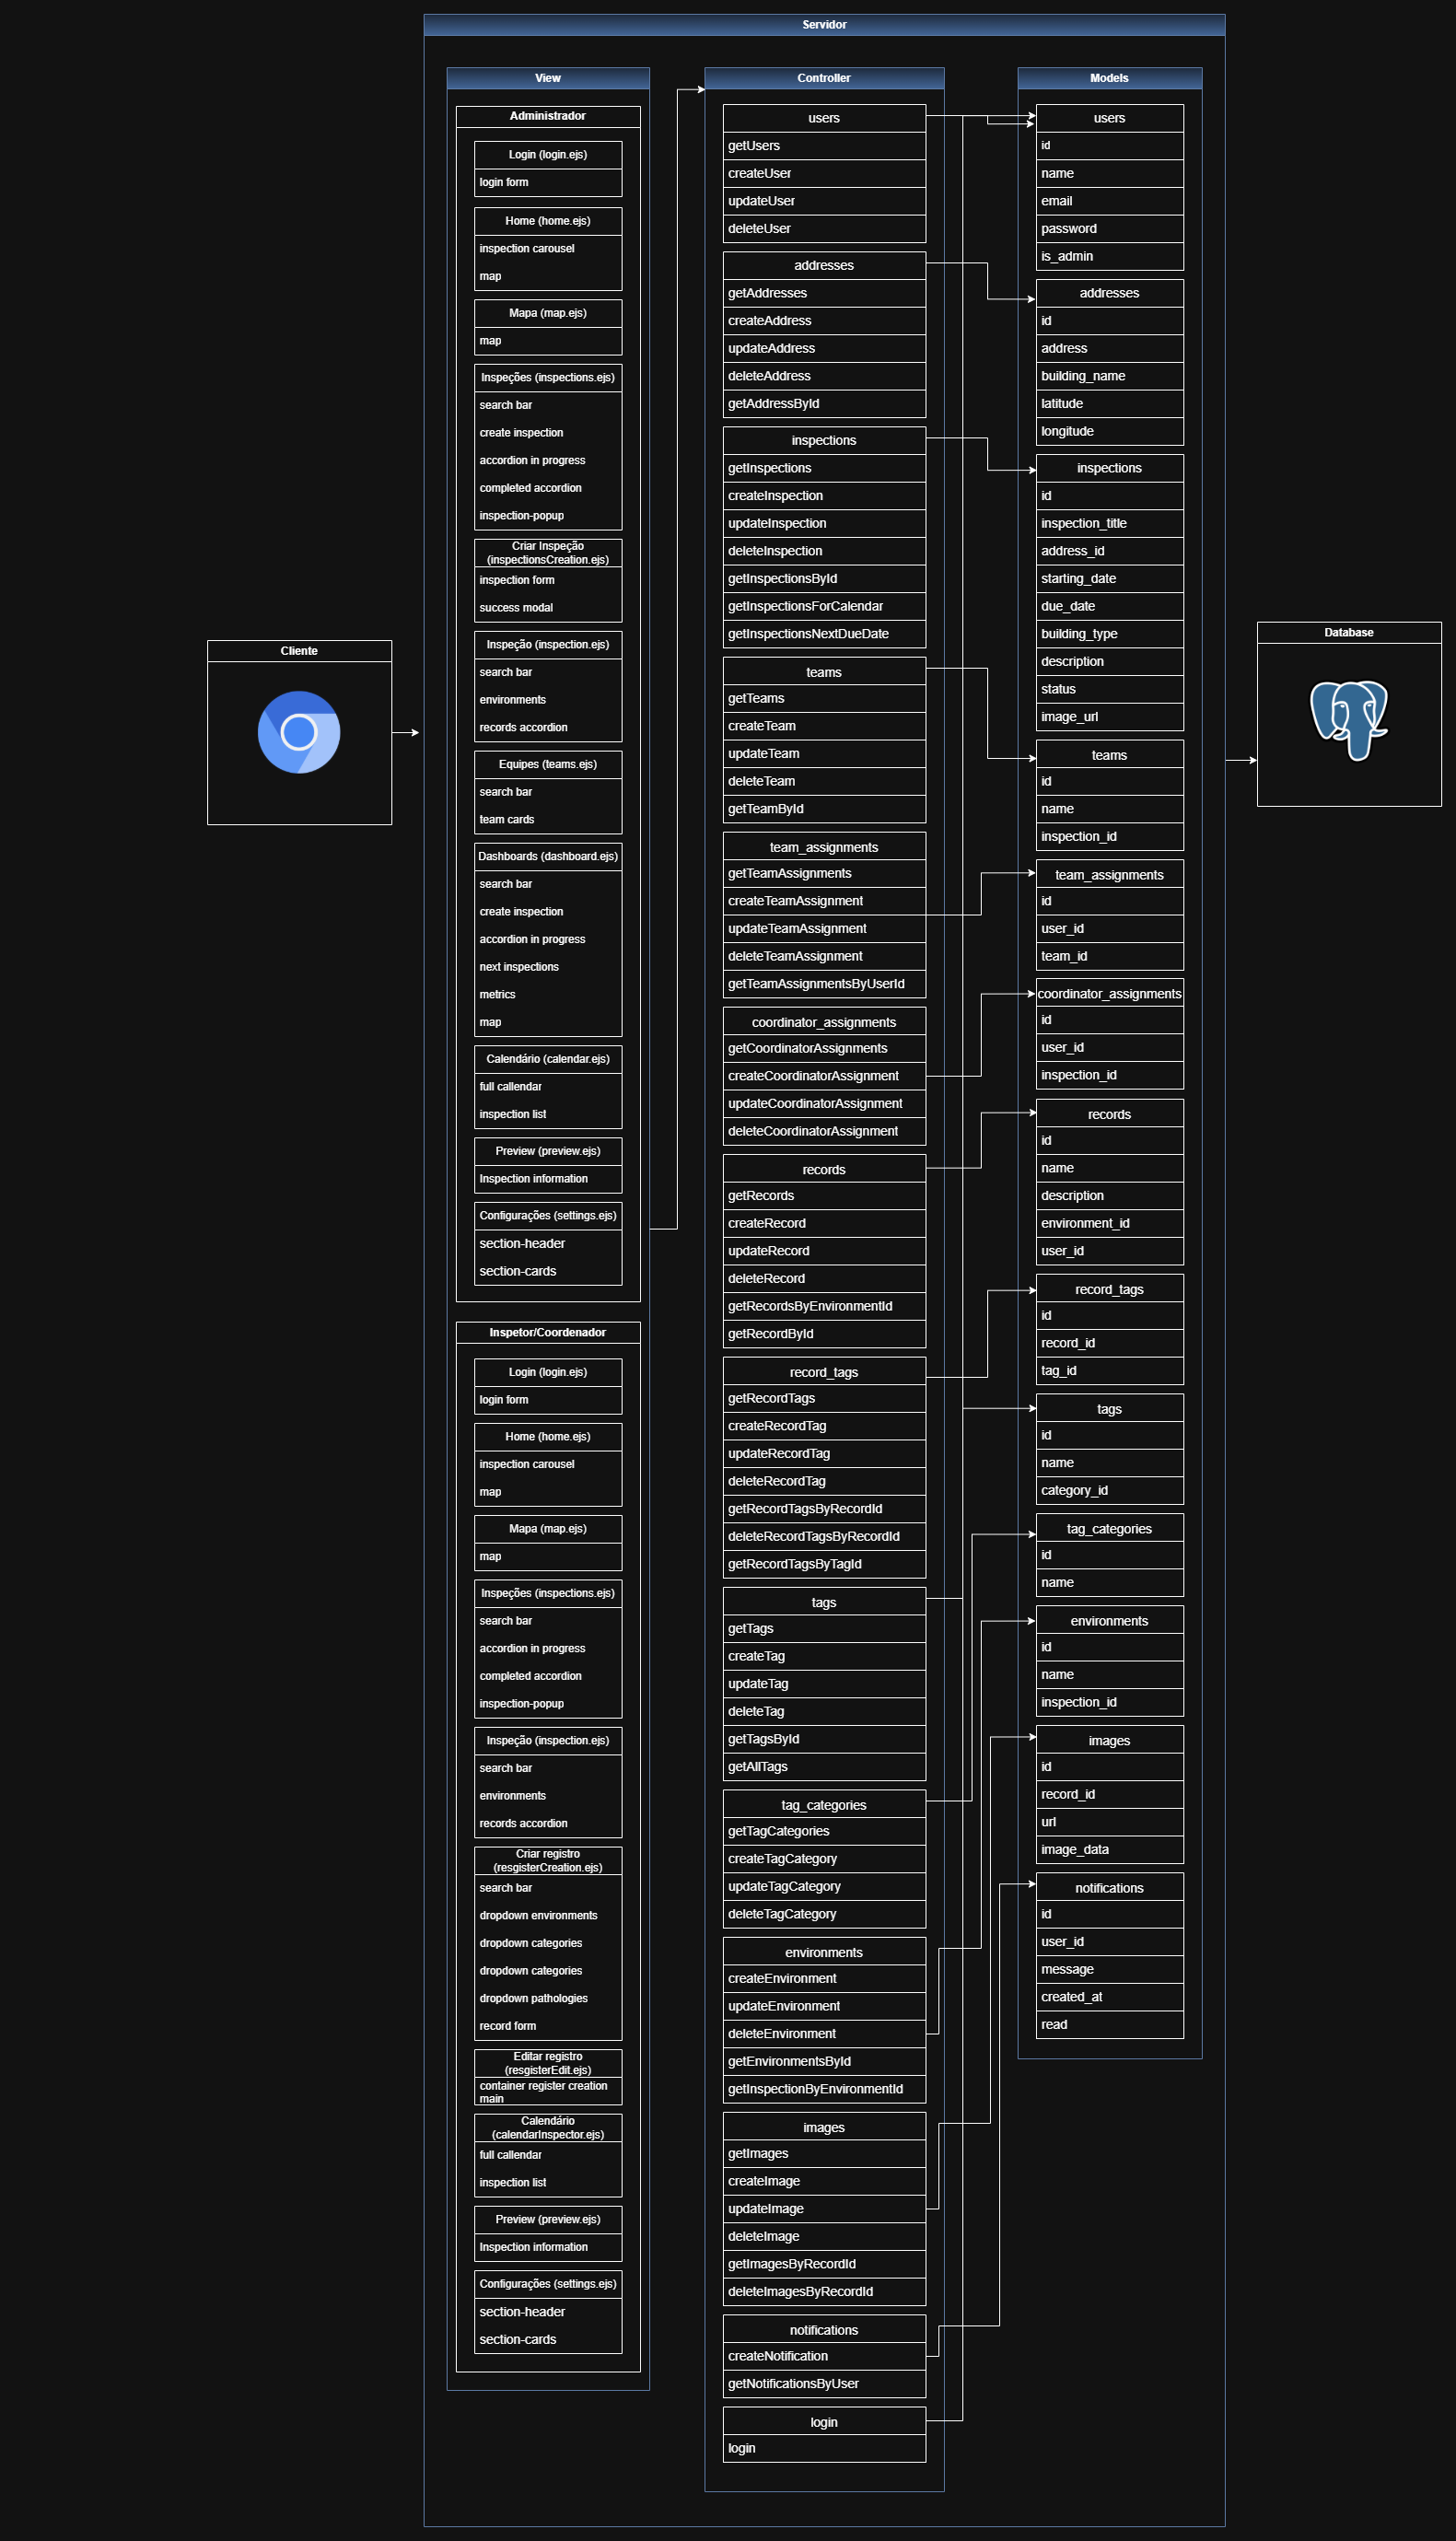 Servidor
View
Administrador
Login (login.ejs)
login form
Home (home.ejs)
inspection carousel
map
Mapa (map.ejs)
map
Inspeções (inspections.ejs)
search bar
create inspection
accordion in progress
completed accordion
inspection-popup
Criar Inspeção
(inspectionsCreation.ejs)
inspection form
success modal
Inspeção (inspection.ejs)
search bar
environments
records accordion
Equipes (teams.ejs)
search bar
team cards
Dashboards (dashboard.ejs)
search bar
create inspection
accordion in progress
next inspections
metrics
map
Calendário (calendar.ejs)
full callendar
inspection list
Preview (preview.ejs)
Inspection information
Configurações (settings.ejs)
section-header
section-cards
Inspetor/Coordenador
Login (login.ejs)
login form
Home (home.ejs)
inspection carousel
map
Mapa (map.ejs)
map
Inspeções (inspections.ejs)
search bar
accordion in progress
completed accordion
inspection-popup
Inspeção (inspection.ejs)
search bar
environments
records accordion
Criar registro
(resgisterCreation.ejs)
search bar
dropdown environments
dropdown categories
dropdown categories
dropdown pathologies
record form
Editar registro
(resgisterEdit.ejs)
container register creation
main
Calendário
(calendarInspector.ejs)
full callendar
inspection list
Preview (preview.ejs)
Inspection information
Configurações (settings.ejs)
section-header
section-cards
Controller
users
getUsers
createUser
updateUser
deleteUser
addresses
getAddresses
createAddress
updateAddress
deleteAddress
getAddressById
inspections
getInspections
createInspection
updateInspection
deleteInspection
getInspectionsById
getInspectionsForCalendar
getInspectionsNextDueDate
teams
getTeams
createTeam
updateTeam
deleteTeam
getTeamById
team_assignments
getTeamAssignments
createTeamAssignment
updateTeamAssignment
deleteTeamAssignment
getTeamAssignmentsByUserId
coordinator_assignments
getCoordinatorAssignments
createCoordinatorAssignment
updateCoordinatorAssignment
deleteCoordinatorAssignment
records
getRecords
createRecord
updateRecord
deleteRecord
getRecordsByEnvironmentId
getRecordById
record_tags
getRecordTags
createRecordTag
updateRecordTag
deleteRecordTag
getRecordTagsByRecordId
deleteRecordTagsByRecordId
getRecordTagsByTagId
tags
getTags
createTag
updateTag
deleteTag
getTagsById
getAllTags
tag_categories
getTagCategories
createTagCategory
updateTagCategory
deleteTagCategory
environments
createEnvironment
updateEnvironment
deleteEnvironment
getEnvironmentsById
getInspectionByEnvironmentId
images
getImages
createImage
updateImage
deleteImage
getImagesByRecordId
deleteImagesByRecordId
notifications
createNotification
getNotificationsByUser
login
login
Models
users
id
name
email
password
is_admin
addresses
id
address
building_name
latitude
longitude
inspections
id
inspection_title
address_id
starting_date
due_date
building_type
description
status
image_url
teams
id
name
inspection_id
team_assignments
id
user_id
team_id
coordinator_assignments
id
user_id
inspection_id
records
id
name
description
environment_id
user_id
record_tags
id
record_id
tag_id
tags
id
name
category_id
tag_categories
id
name
environments
id
name
inspection_id
images
id
record_id
url
image_data
notifications
id
user_id
message
created_at
read
Cliente
Database